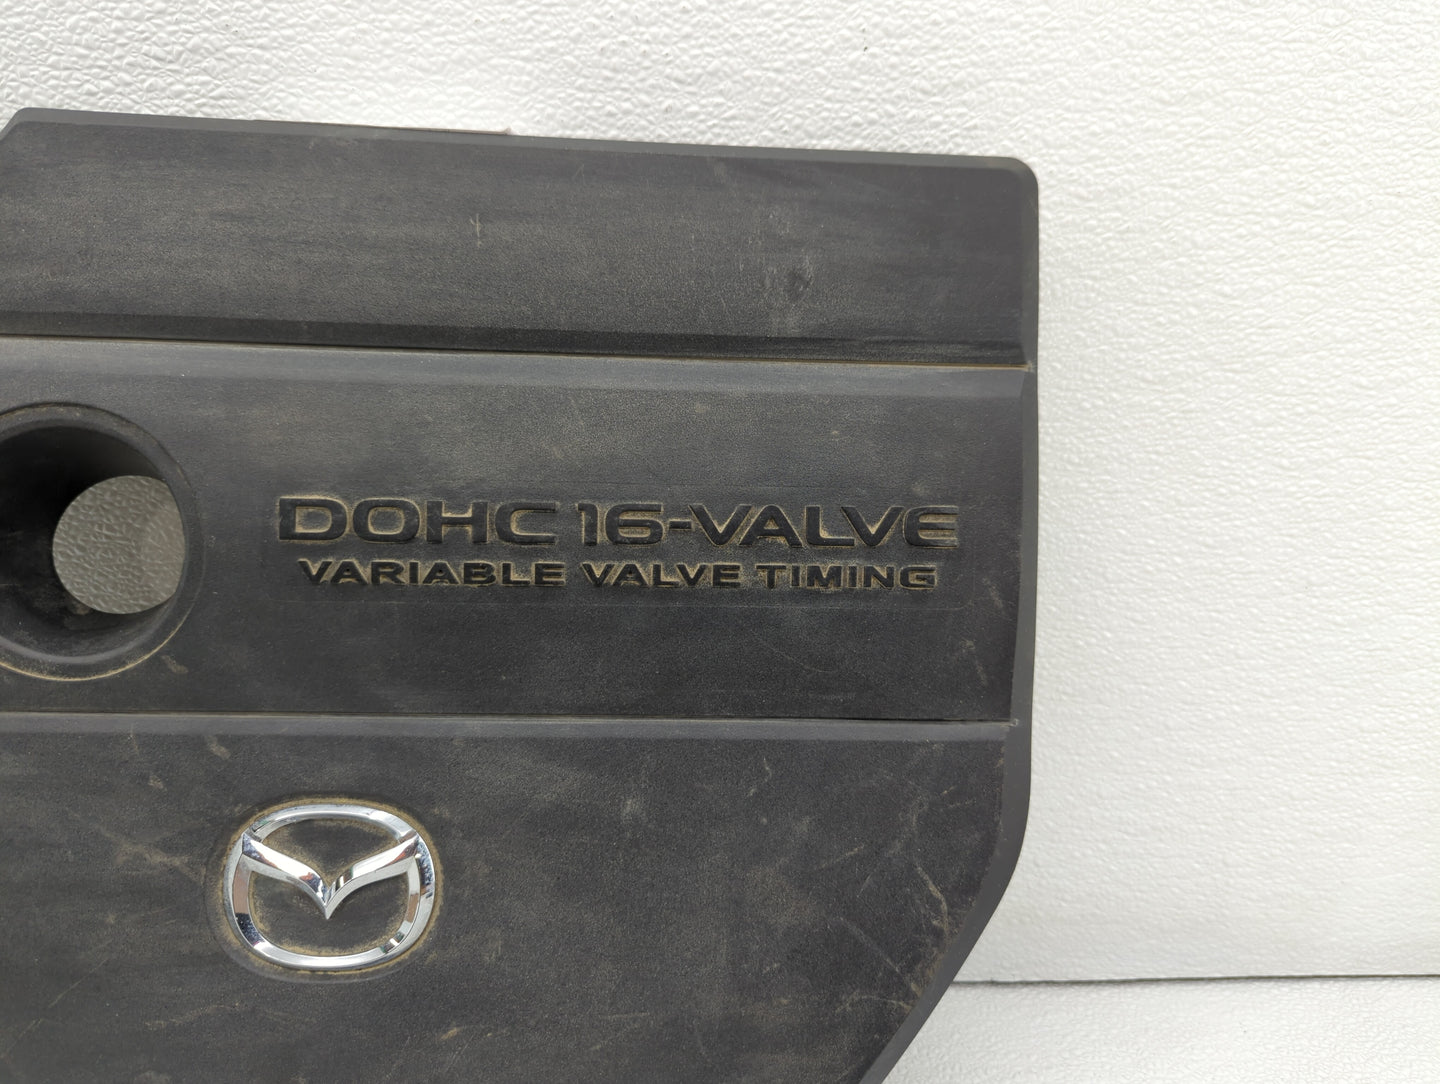 DOHC 16-VALVE
VARIABLE VALVE TIMING